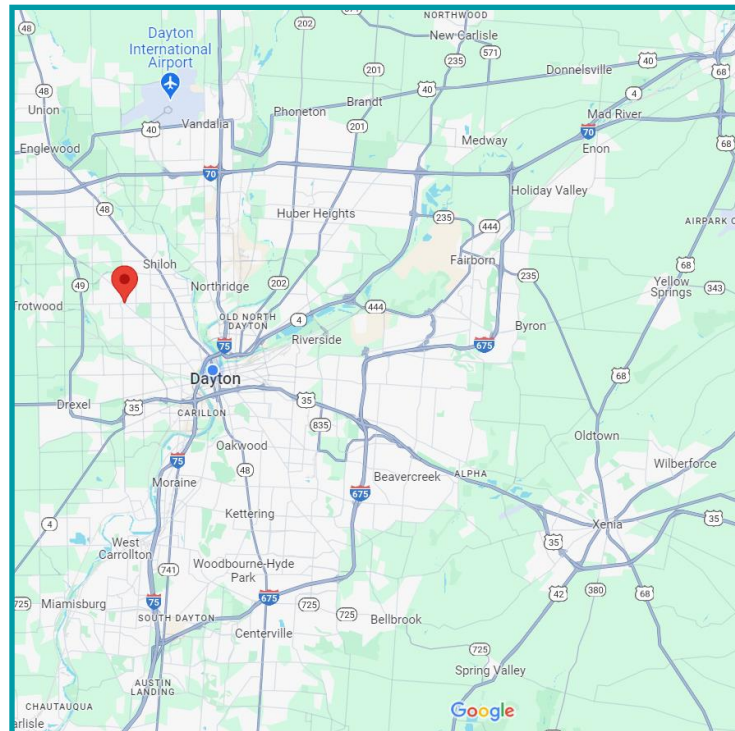 48
Dayton
International
Airport
202
571
NORTHWOOD
New Carlisle
235
571
40
68
Donnelsville
40
4
201
48
Union
40
Vandalia
Phoneton
Brandt
40
201
Mad River
70
Enon
68
Englewood
Medway
70
48
Holiday Valley
Huber Heights
235
444
AIRPARK O
49
Shiloh
Northridge
202
Fairborn
235
68
Yellow
Springs
343
Trotwood
OLD NORTH
DAYTON
4
444
Riverside
Byron
75
675
Dayton
68
Drexel
35
CARILLON
35
835
Oldtown
75
Oakwood
48
Moraine
Beavercreek
ALPHA
Wilberforce
675
4
Kettering
Xenia
35
35
West
Carrollton
741
Woodbourne-Hyde
Park
725
Miamisburg
75
675
725
725
42
380
68
SOUTH DAYTON
Bellbrook
Centerville
725
Spring Valley
AUSTIN
LANDING
CHAUTAUQUA
Google
arlisle